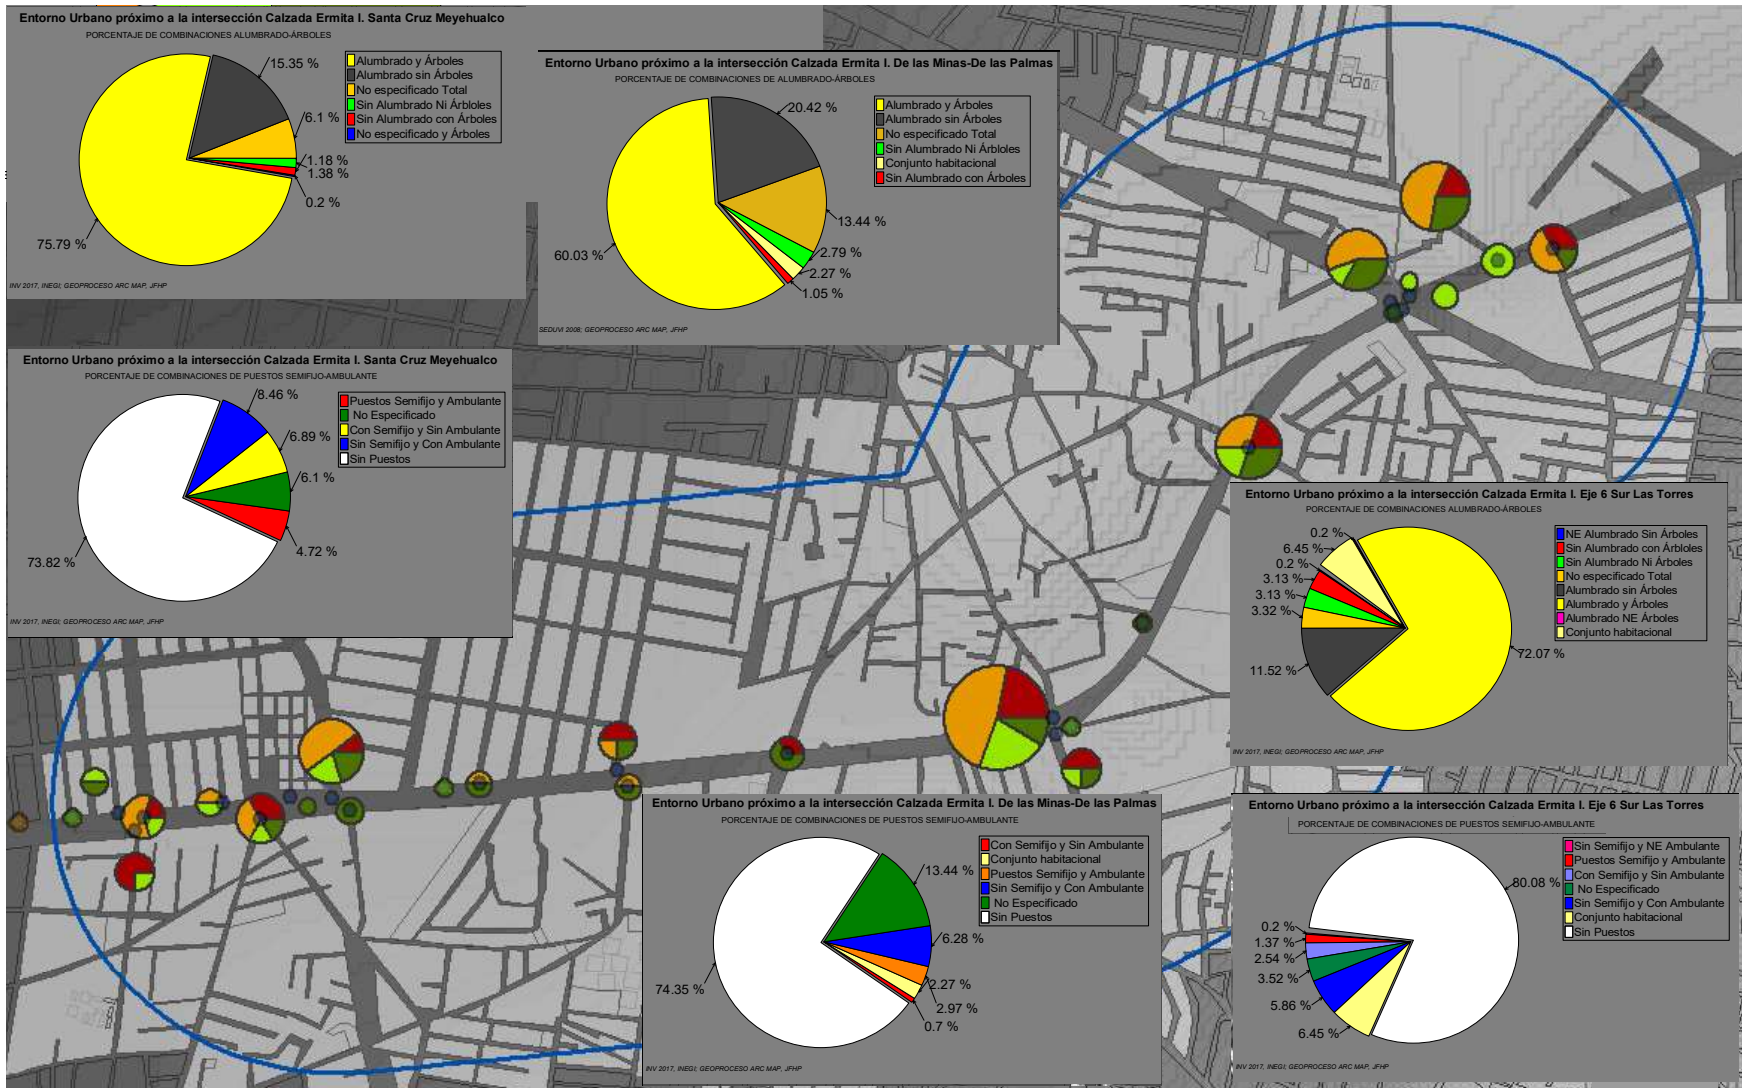 Entorno Urbano próximo a la intersección Calzada Ermita I. Santa Cruz Meyehualco
PORCENTAJE DE COMBINACIONES ALUMBRADO-ÁRBOLES
Alumbrado y Árboles
Alumbrado sin Árboles
No especificado Total
Sin Alumbrado Ni Árbloles
Sin Alumbrado con Árboles
No especificado y Árboles
15.35 %
6.1 %
1.18 %
1.38 %
0.2 %
75.79 %
INV 2017, INEGI; GEOPROCESO ARC MAP, JFHP
Entorno Urbano próximo a la intersección Calzada Ermita I. De las Minas-De las Palmas
PORCENTAJE DE COMBINACIONES DE ALUMBRADO-ÁRBOLES
Alumbrado y Árboles
Alumbrado sin Árboles
No especificado Total
Sin Alumbrado Ni Árbloles
Conjunto habitacional
Sin Alumbrado con Árboles
20.42 %
13.44 %
2.79 %
2.27 %
1.05 %
60.03 %
SEDUVI 2008; GEOPROCESO ARC MAP, JFHP
Entorno Urbano próximo a la intersección Calzada Ermita I. Santa Cruz Meyehualco
PORCENTAJE DE COMBINACIONES DE PUESTOS SEMIFIJO-AMBULANTE
Puestos Semifijo y Ambulante
No Especificado
Con Semifijo y Sin Ambulante
Sin Semifijo y Con Ambulante
Sin Puestos
8.46 %
6.89 %
6.1 %
4.72 %
73.82 %
INV 2017, INEGI; GEOPROCESO ARC MAP, JFHP
Entorno Urbano próximo a la intersección Calzada Ermita I. Eje 6 Sur Las Torres
PORCENTAJE DE COMBINACIONES ALUMBRADO-ÁRBOLES
NE Alumbrado Sin Árboles
Sin Alumbrado con Árbloles
Sin Alumbrado Ni Árboles
No especificado Total
Alumbrado sin Árboles
Alumbrado y Árboles
Alumbrado NE Árboles
Conjunto habitacional
0.2 %
6.45 %
0.2 %
3.13 %
3.13 %
3.32 %
11.52 %
72.07 %
INV 2017, INEGI; GEOPROCESO ARC MAP, JFHP
Entorno Urbano próximo a la intersección Calzada Ermita I. De las Minas-De las Palmas
PORCENTAJE DE COMBINACIONES DE PUESTOS SEMIFIJO-AMBULANTE
Con Semifijo y Sin Ambulante
Conjunto habitacional
Puestos Semifijo y Ambulante
Sin Semifijo y Con Ambulante
No Especificado
Sin Puestos
13.44 %
6.28 %
2.27 %
2.97 %
0.7 %
74.35 %
INV 2017, INEGI; GEOPROCESO ARC MAP, JFHP
Entorno Urbano próximo a la intersección Calzada Ermita I. Eje 6 Sur Las Torres
PORCENTAJE DE COMBINACIONES DE PUESTOS SEMIFIJO-AMBULANTE
Sin Semifijo y NE Ambulante
Puestos Semifijo y Ambulante
Con Semifijo y Sin Ambulante
No Especificado
Sin Semifijo y Con Ambulante
Conjunto habitacional
Sin Puestos
80.08 %
0.2 %
1.37 %
2.54 %
3.52 %
5.86 %
6.45 %
INV 2017, INEGI; GEOPROCESO ARC MAP, JFHP